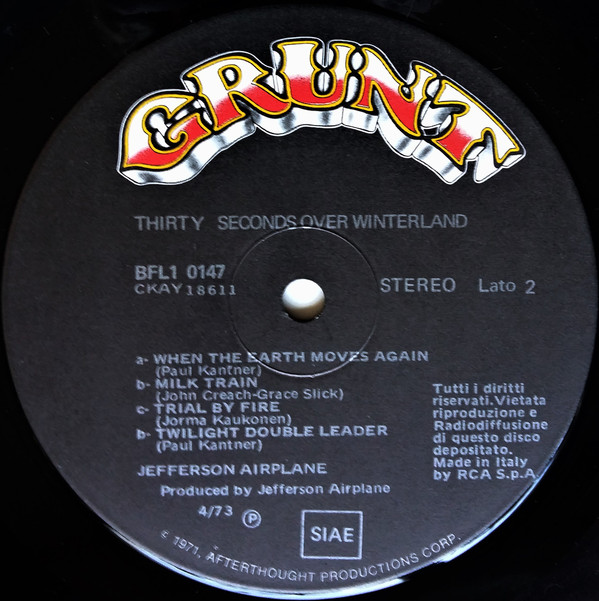 GRUNT
THIRTY SECONDS OVER WINTERLAND
BFL1 0147
CKAY 18611
STEREO Lato 2
a- WHEN THE EARTH MOVES AGAIN
(Paul Kantner)
b- MILK TRAIN
(John Creach-Grace Slick)
c- TRIAL BY FIRE
(Jorma Kaukonen)
b- TWILIGHT DOUBLE LEADER
(Paul Kantner)
JEFFERSON AIRPLANE
Produced by Jefferson Airplane
4/73 Ⓟ
SIAE
Tutti i diritti
riservati.Vietata
riproduzione e
Radiodiffusione
di questo disco
depositato.
Made in Italy
by RCA S.p.A.
© 1971, AFTERTHOUGHT PRODUCTIONS CORP.